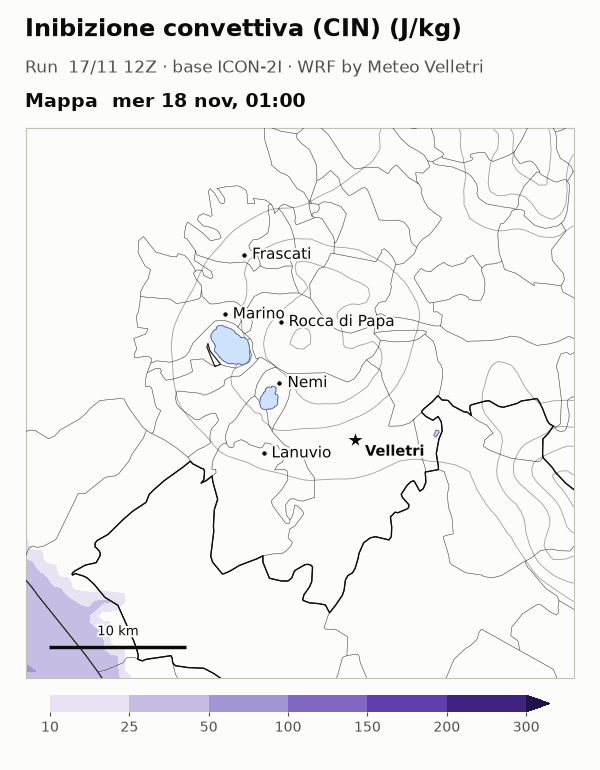 Inibizione convettiva (CIN) (J/kg)
Run 17/11 12Z · base ICON-2I · WRF by Meteo Velletri
Mappa mer 18 nov, 01:00
Frascati
Marino
Rocca di Papa
Nemi
Velletri
Lanuvio
10 km
10 25 50 100 150 200 300